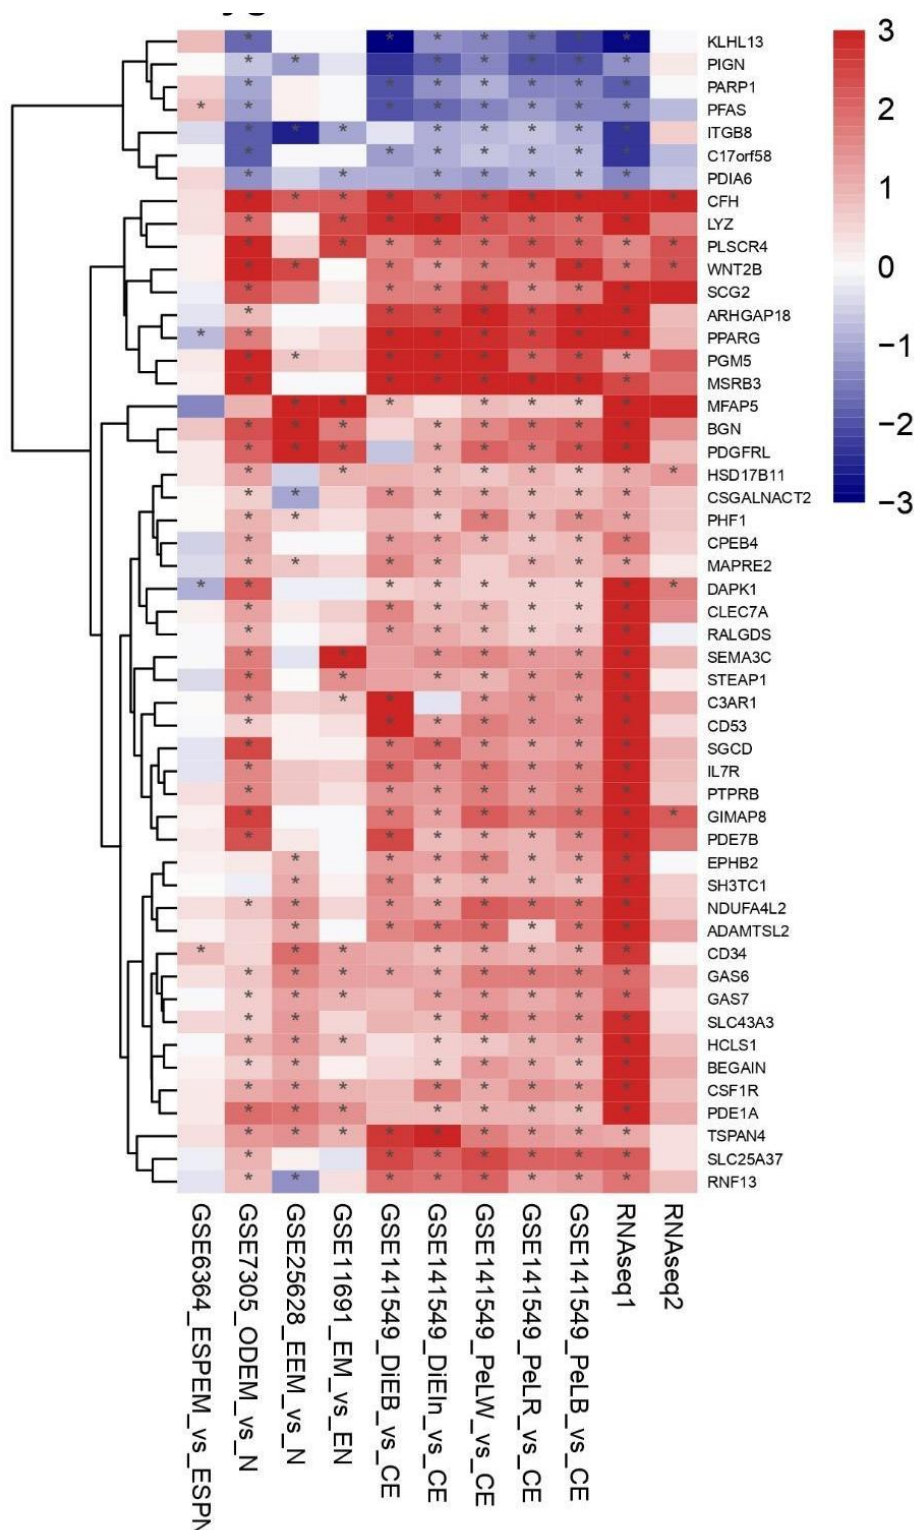 3
2
1
0
−1
−2
−3
KLHL13
PIGN
PARP1
PFAS
ITGB8
C17orf58
PDIA6
CFH
LYZ
PLSCR4
WNT2B
SCG2
ARHGAP18
PPARG
PGM5
MSRB3
MFAP5
BGN
PDGFRL
HSD17B11
CSGALNACT2
PHF1
CPEB4
MAPRE2
DAPK1
CLEC7A
RALGDS
SEMA3C
STEAP1
C3AR1
CD53
SGCD
IL7R
PTPRB
GIMAP8
PDE7B
EPHB2
SH3TC1
NDUFA4L2
ADAMTSL2
CD34
GAS6
GAS7
SLC43A3
HCLS1
BEGAIN
CSF1R
PDE1A
TSPAN4
SLC25A37
RNF13
GSE6364_ESPEM_vs_ESPN
GSE7305_ODEM_vs_N
GSE25628_EEM_vs_N
GSE11691_EM_vs_EN
GSE141549_DiEB_vs_CE
GSE141549_DiEIn_vs_CE
GSE141549_PeLW_vs_CE
GSE141549_PeLR_vs_CE
GSE141549_PeLB_vs_CE
RNAseq1
RNAseq2